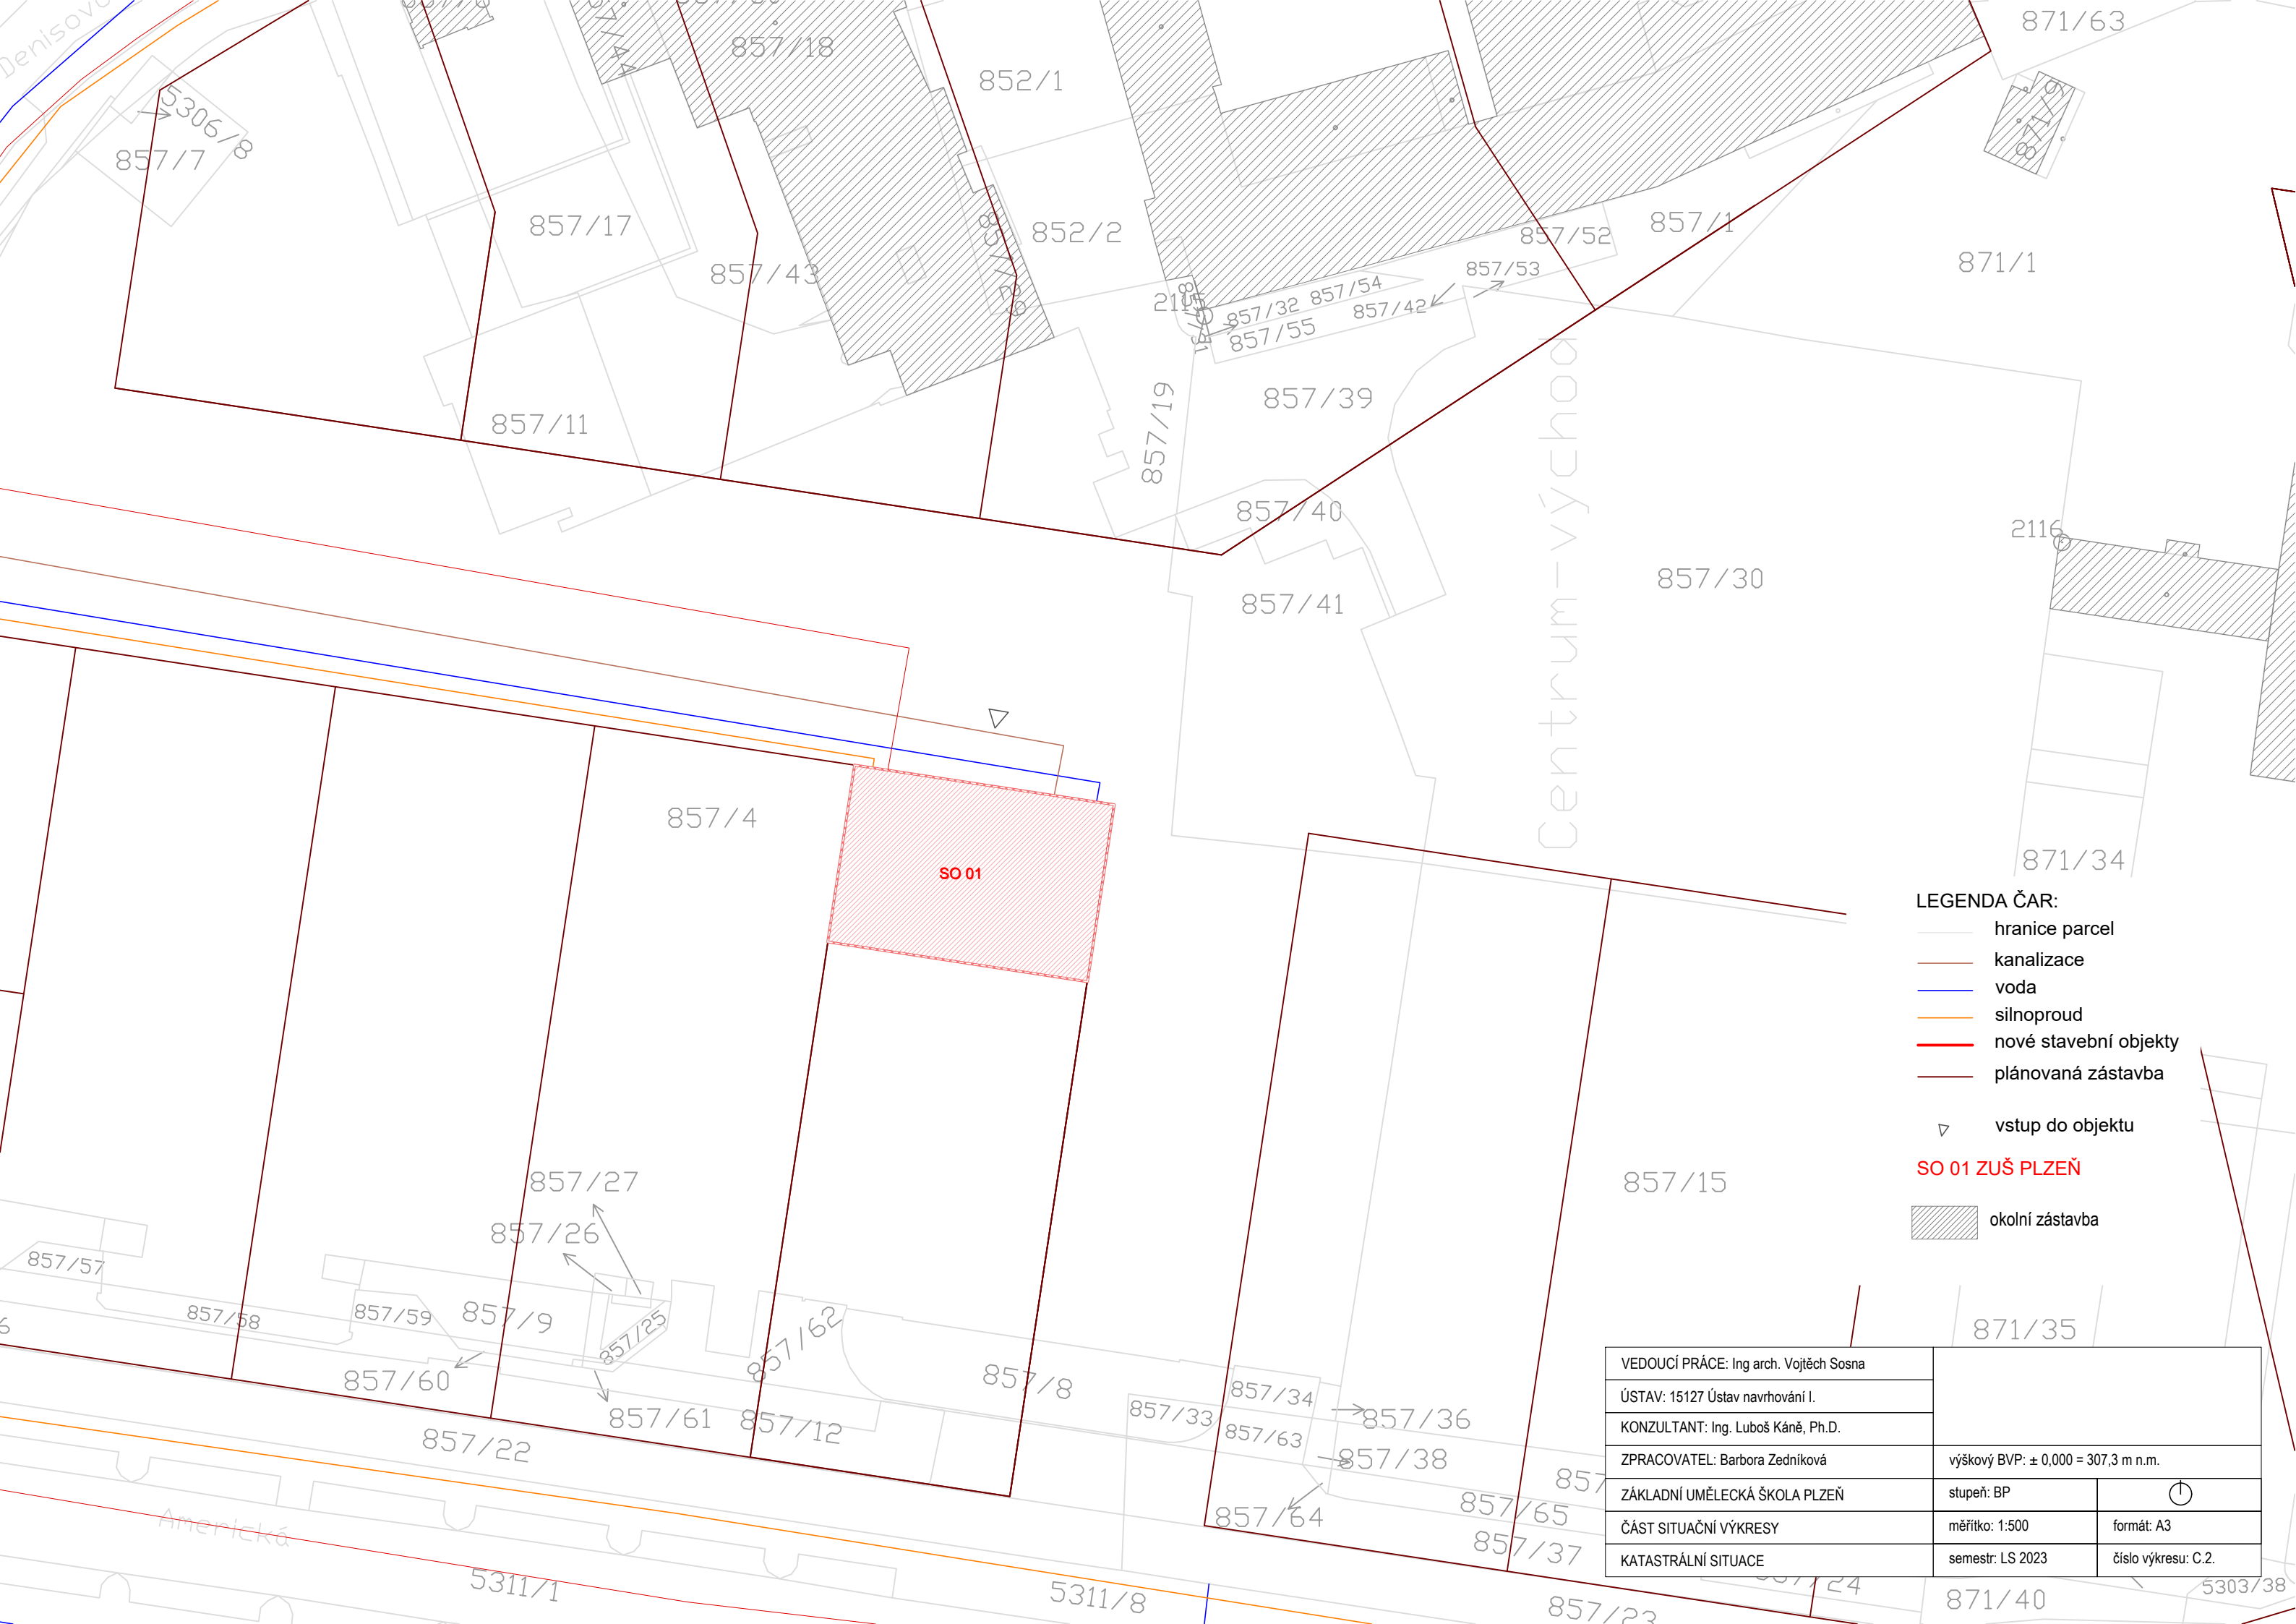 Denisovo
857/18
871/63
852/1
5306/8
857/7
871/9
857/17
852/2
857/52
857/1
857/43
857/53
871/1
2115
857/54
857/32
857/42
857/55
857/31
857/19
857/39
857/11
857/40
2116
857/30
857/41
Centrum-východ
857/4
SO 01
871/34
LEGENDA ČAR:
hranice parcel
kanalizace
voda
silnoproud
nové stavební objekty
plánovaná zástavba
vstup do objektu
SO 01 ZUŠ PLZEŇ
okolní zástavba
857/27
857/15
857/26
857/57
857/58
857/59
857/9
857/25
857/62
871/35
857/60
857/8
857/34
857/33
857/36
857/61
857/12
857/63
857/22
857/38
857/64
857/65
857/37
Americká
5311/1
5311/8
857/23
871/40
5303/38
VEDOUCÍ PRÁCE: Ing arch. Vojtěch Sosna
ÚSTAV: 15127 Ústav navrhování I.
KONZULTANT: Ing. Luboš Káně, Ph.D.
ZPRACOVATEL: Barbora Zedníková
výškový BVP: ± 0,000 = 307,3 m n.m.
ZÁKLADNÍ UMĚLECKÁ ŠKOLA PLZEŇ
stupeň: BP
ČÁST SITUAČNÍ VÝKRESY
měřítko: 1:500
formát: A3
KATASTRÁLNÍ SITUACE
semestr: LS 2023
číslo výkresu: C.2.